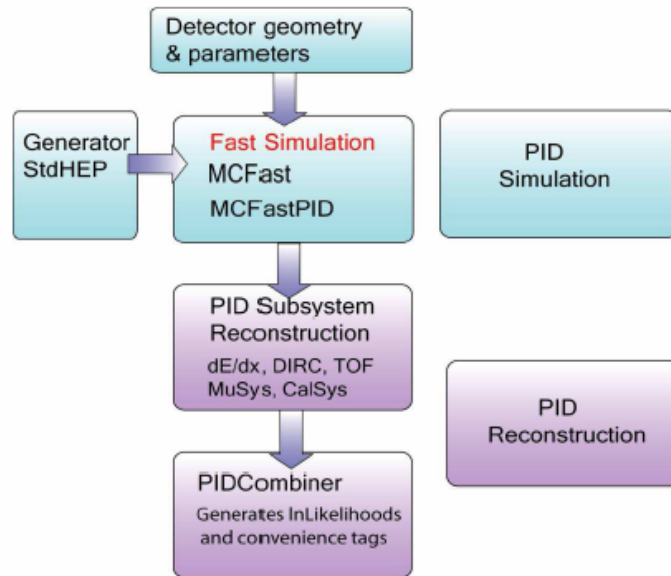 Detector geometry
& parameters
Generator
StdHEP
Fast Simulation
MCFast
MCFastPID
PID
Simulation
PID Subsystem
Reconstruction
dE/dx, DIRC, TOF
MuSys, CalSys
PID
Reconstruction
PIDCombiner
Generates lnLikelihoods
and convenience tags